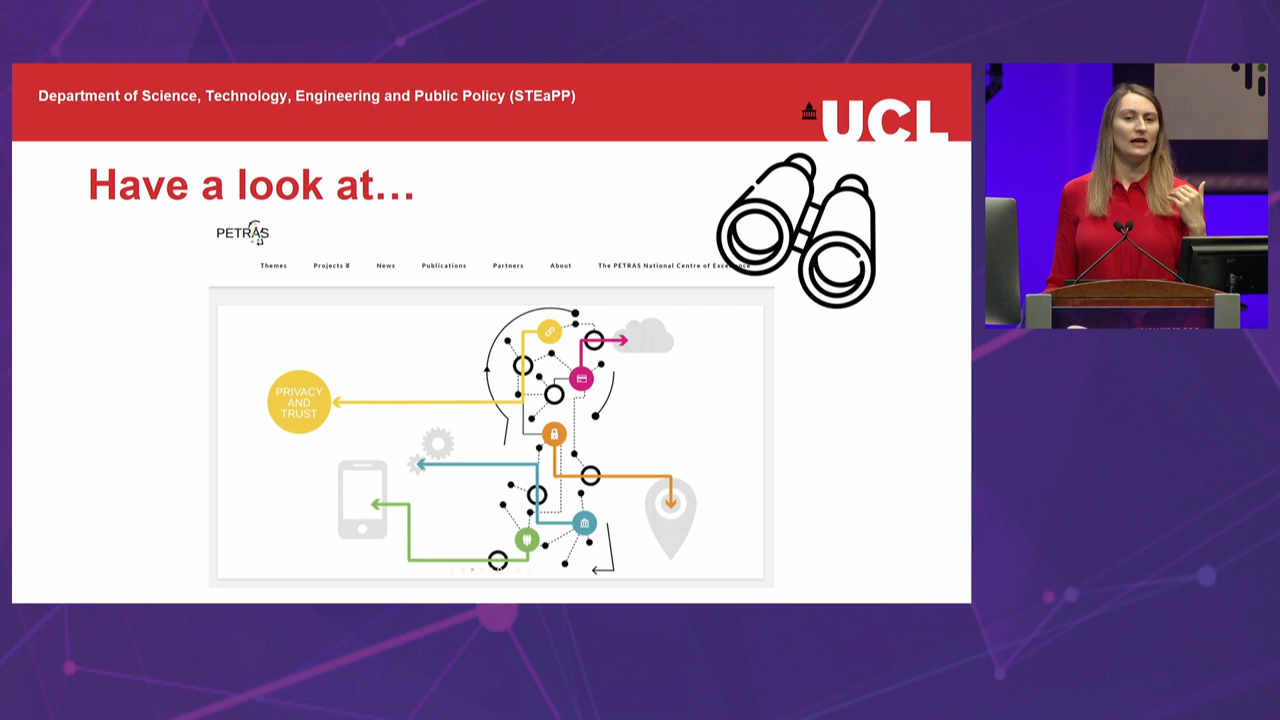 Department of Science, Technology, Engineering and Public Policy (STEaPP)
UCL
Have a look at…
PETRAS
Themes Projects News Publications Partners About The PETRAS National Centre of Excellence
PRIVACY
AND
TRUST